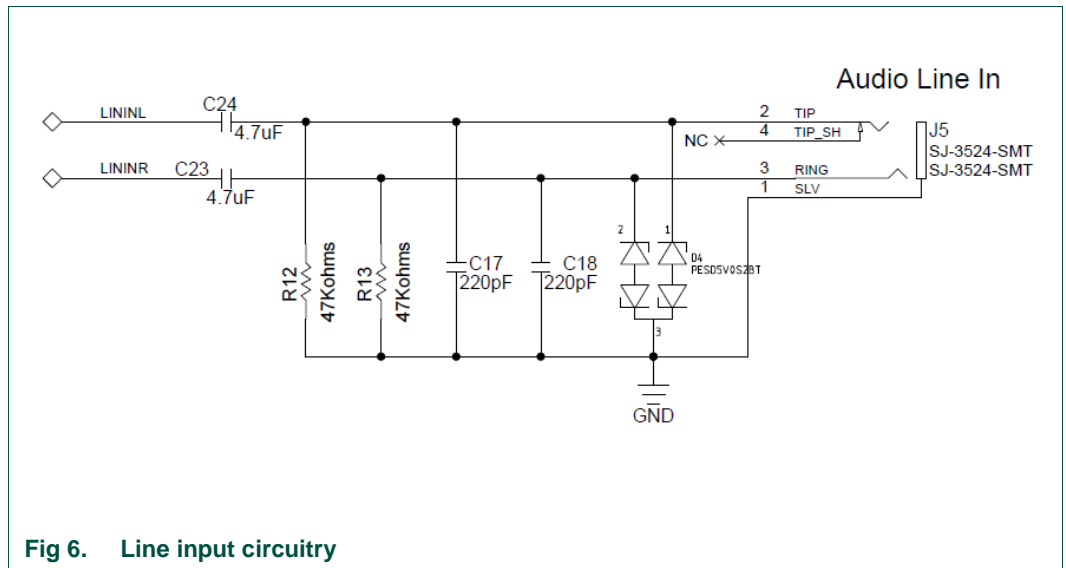 Audio Line In
LININL
C24
4.7uF
2 TIP
4 TIP_SH
NC
J5
SJ-3524-SMT
SJ-3524-SMT
LININR
C23
4.7uF
3 RING
1 SLV
R12
47Kohms
R13
47Kohms
C17
220pF
C18
220pF
2
1
D4
PESD5V0S2BT
3
GND
Fig 6. Line input circuitry